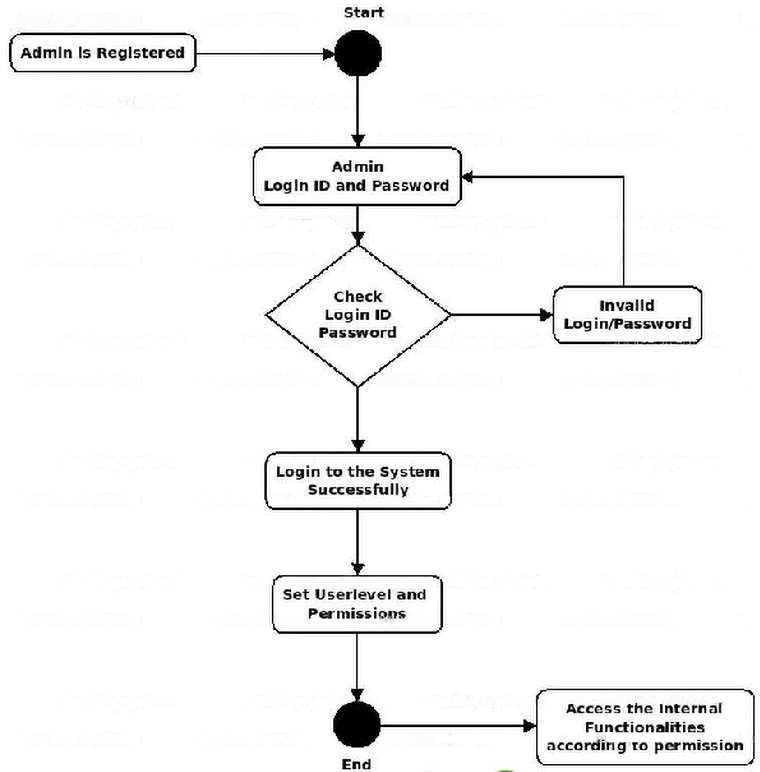 Start
Admin is Registered
Admin
Login ID and Password
Check
Login ID
Password
Invalid
Login/Password
Login to the System
Successfully
Set Userlevel and
Permissions
Access the Internal
Functionalities
according to permission
End